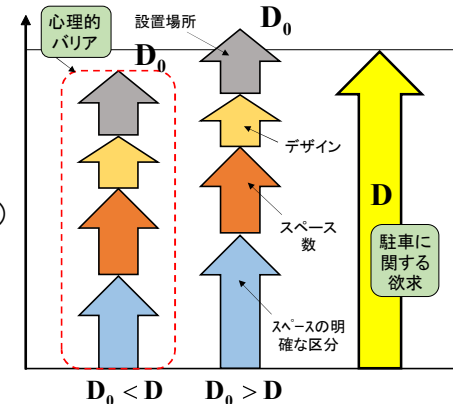 心理的
バリア
設置場所
D₀
D₀
デザイン
D
スペース
数
駐車に
関する
欲求
スペースの明
確な区分
D₀ < D
D₀ > D